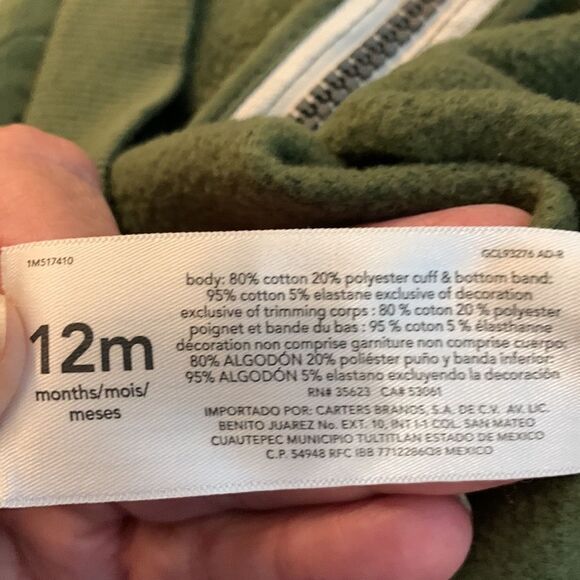 1M517410
GCL93276 AD-R
12m
months/mois/
meses
body: 80% cotton 20% polyester cuff & bottom band:
95% cotton 5% elastane exclusive of decoration
exclusive of trimming corps : 80 % coton 20 % polyester
poignet et bande du bas : 95 % coton 5 % élasthanne
décoration non comprise garniture non comprise cuerpo:
80% ALGODÓN 20% poliéster puño y banda inferior:
95% ALGODÓN 5% elastano excluyendo la decoración
RN# 35623 CA# 53061
IMPORTADO POR: CARTERS BRANDS, S.A. DE C.V. AV. LIC.
BENITO JUAREZ No. EXT. 10, INT I-1 COL. SAN MATEO
CUAUTEPEC MUNICIPIO TULTITLAN ESTADO DE MEXICO
C.P. 54948 RFC IBB 7712286Q8 MEXICO